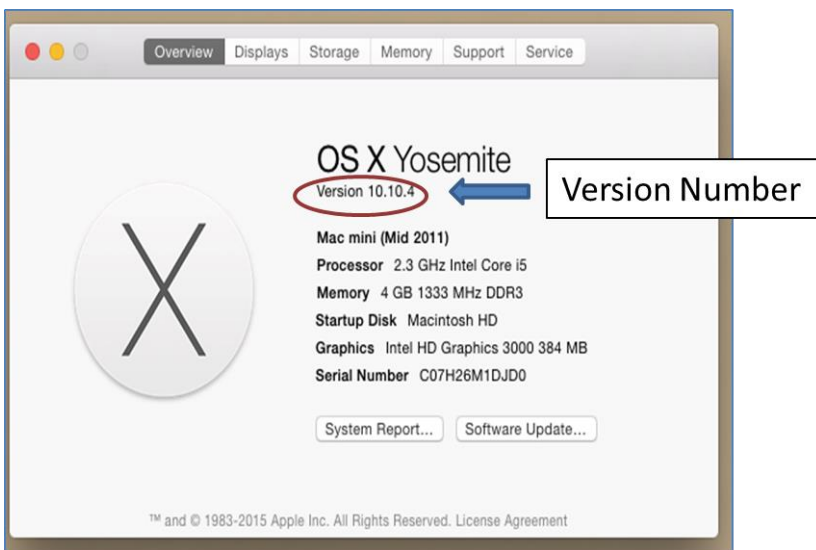 Overview Displays Storage Memory Support Service
OS X Yosemite
Version 10.10.4
Version Number
Mac mini (Mid 2011)
Processor 2.3 GHz Intel Core i5
Memory 4 GB 1333 MHz DDR3
Startup Disk Macintosh HD
Graphics Intel HD Graphics 3000 384 MB
Serial Number C07H26M1DJD0
System Report... Software Update...
™ and © 1983-2015 Apple Inc. All Rights Reserved. License Agreement